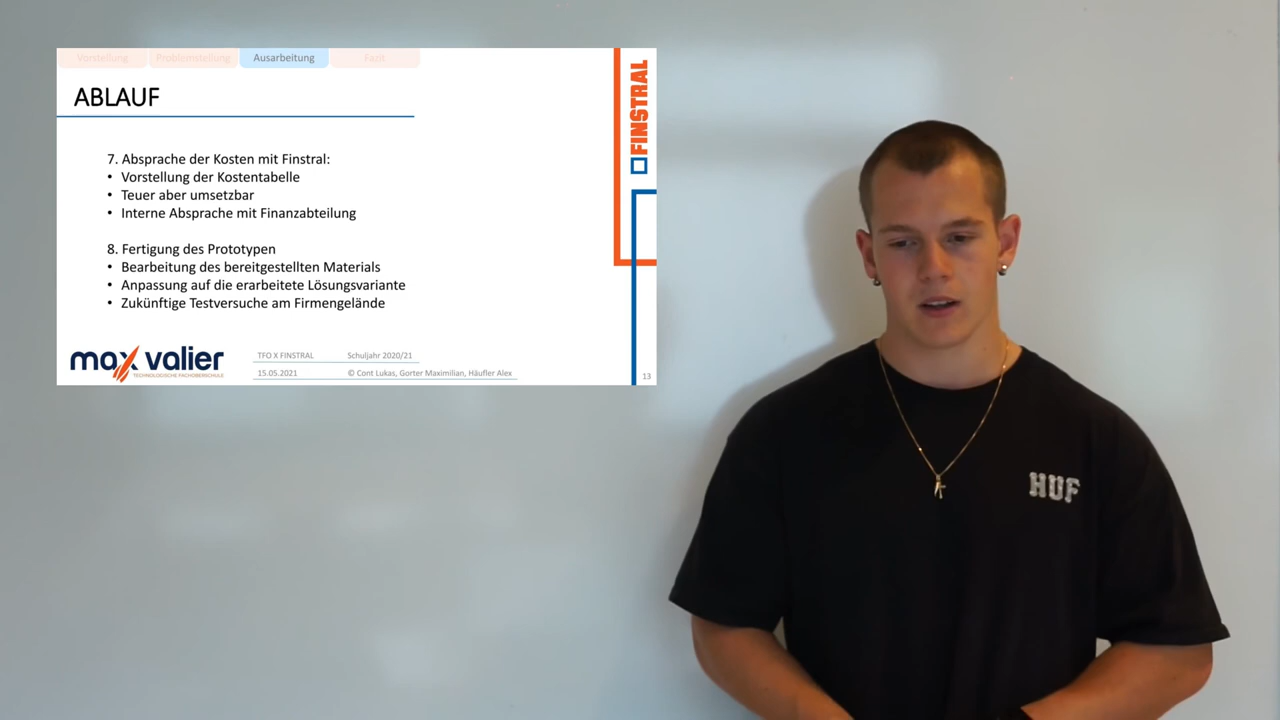 Vorstellung Problemstellung Ausarbeitung Fazit
ABLAUF
FINSTRAL
7. Absprache der Kosten mit Finstral:
• Vorstellung der Kostentabelle
• Teuer aber umsetzbar
• Interne Absprache mit Finanzabteilung
8. Fertigung des Prototypen
• Bearbeitung des bereitgestellten Materials
• Anpassung auf die erarbeitete Lösungsvariante
• Zukünftige Testversuche am Firmengelände
max valier
TECHNOLOGISCHE FACHOBERSCHULE
TFO X FINSTRAL Schuljahr 2020/21
15.05.2021 © Cont Lukas, Gorter Maximilian, Häufler Alex
13
HUF